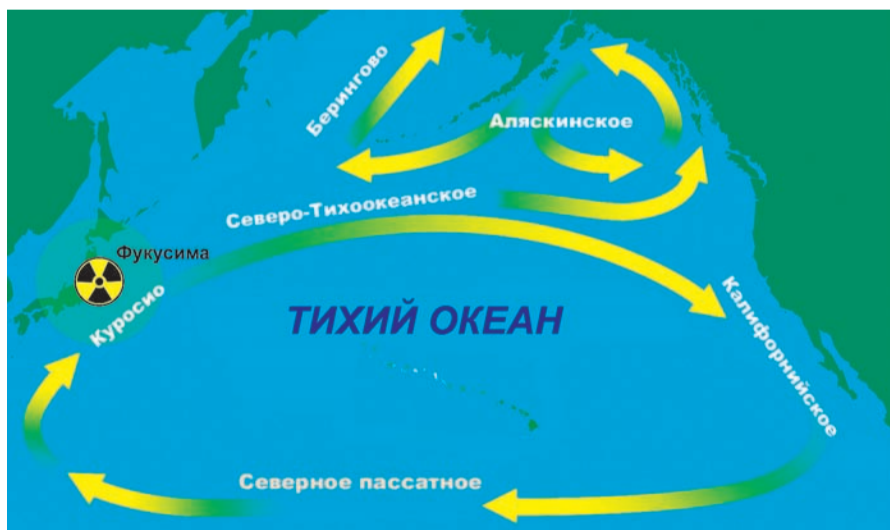 Берингово
Аляскинское
Северо-Тихоокеанское
Фукусима
Куросио
ТИХИЙ ОКЕАН
Калифорнийское
Северное пассатное